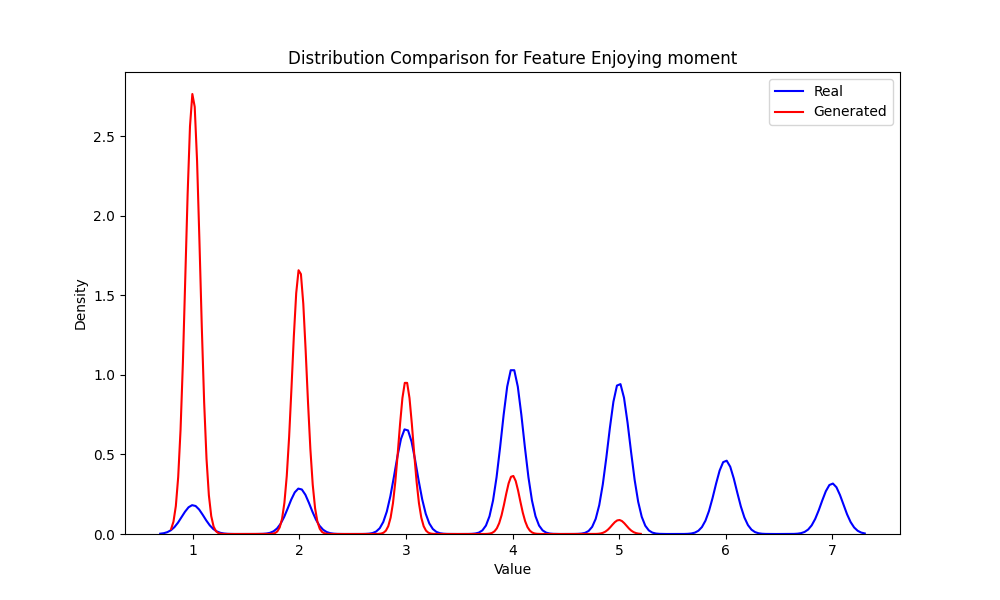 Distribution Comparison for Feature Enjoying moment
Real
Generated
2.5
2.0
1.5
1.0
0.5
0.0
Density
1 2 3 4 5 6 7
Value